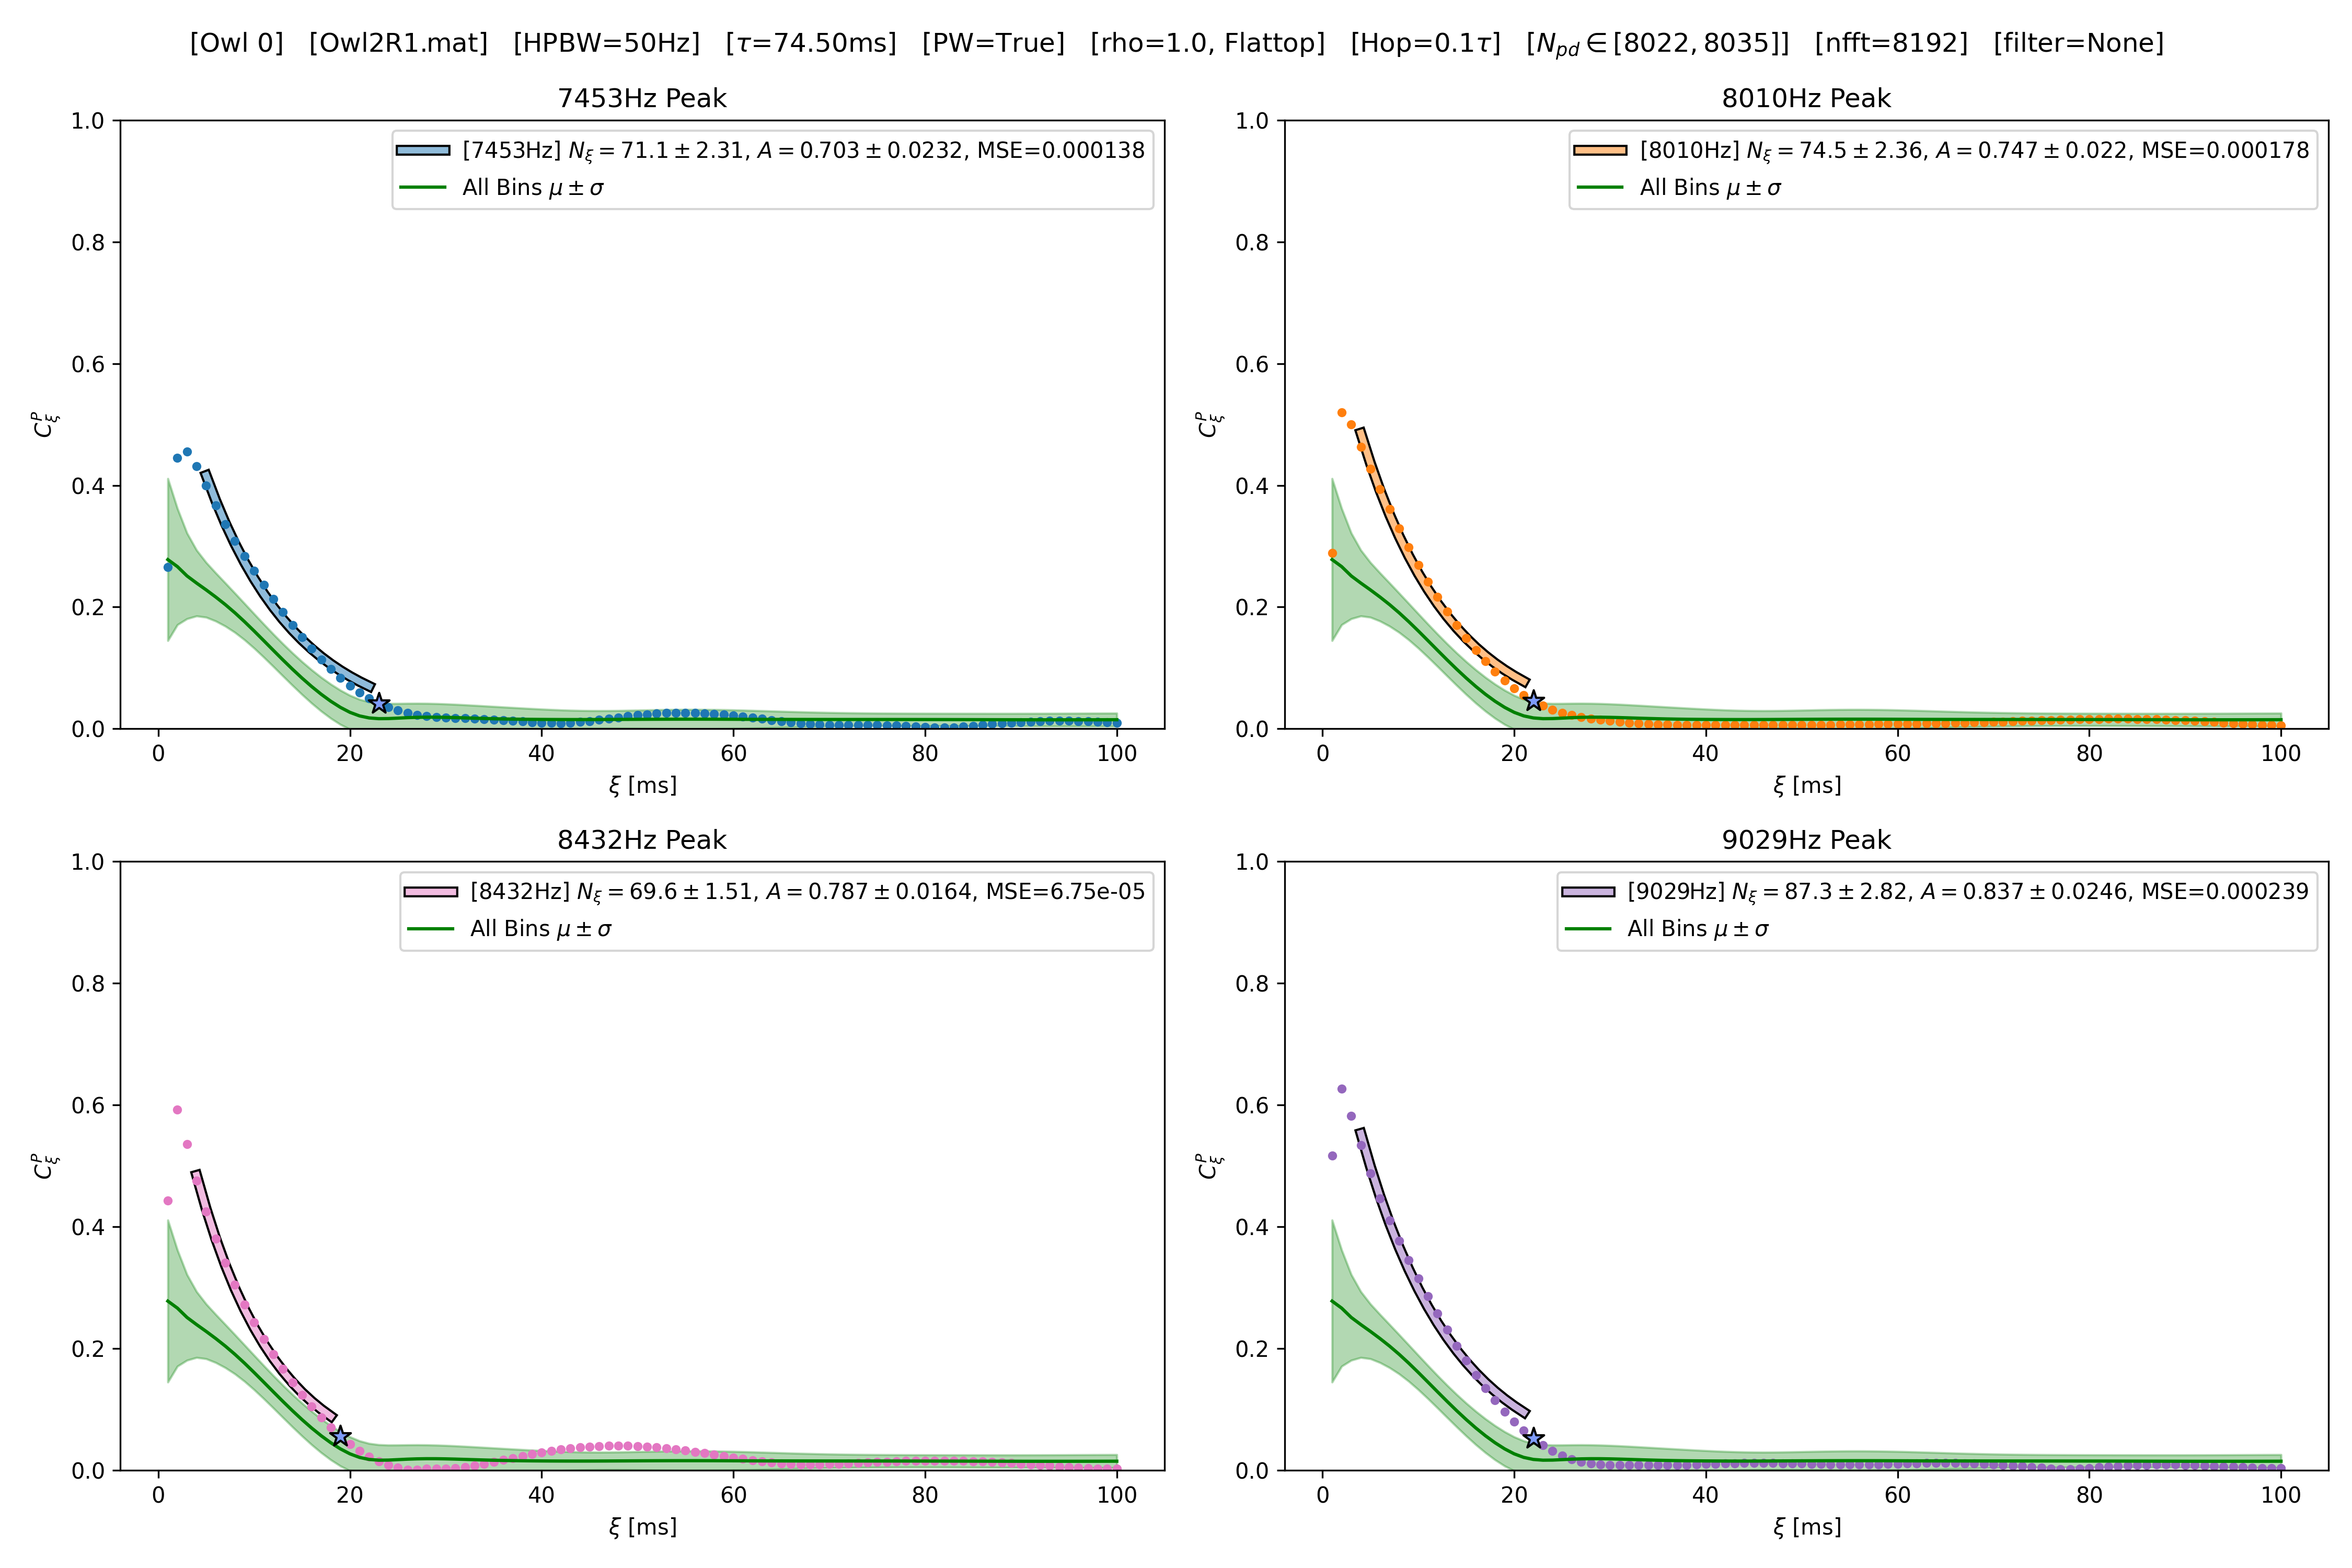 [Owl 0] [Owl2R1.mat] [HPBW=50Hz] [τ=74.50ms] [PW=True] [rho=1.0, Flattop] [Hop=0.1τ] [N_pd ∈ [8022, 8035]] [nfft=8192] [filter=None]
7453Hz Peak
[7453Hz] N_ξ = 71.1 ± 2.31, A = 0.703 ± 0.0232, MSE=0.000138
All Bins μ ± σ
1.0
0.8
0.6
0.4
0.2
0.0
C_ξ^P
0 20 40 60 80 100
ξ [ms]
8010Hz Peak
[8010Hz] N_ξ = 74.5 ± 2.36, A = 0.747 ± 0.022, MSE=0.000178
All Bins μ ± σ
1.0
0.8
0.6
0.4
0.2
0.0
C_ξ^P
0 20 40 60 80 100
ξ [ms]
8432Hz Peak
[8432Hz] N_ξ = 69.6 ± 1.51, A = 0.787 ± 0.0164, MSE=6.75e-05
All Bins μ ± σ
1.0
0.8
0.6
0.4
0.2
0.0
C_ξ^P
0 20 40 60 80 100
ξ [ms]
9029Hz Peak
[9029Hz] N_ξ = 87.3 ± 2.82, A = 0.837 ± 0.0246, MSE=0.000239
All Bins μ ± σ
1.0
0.8
0.6
0.4
0.2
0.0
C_ξ^P
0 20 40 60 80 100
ξ [ms]